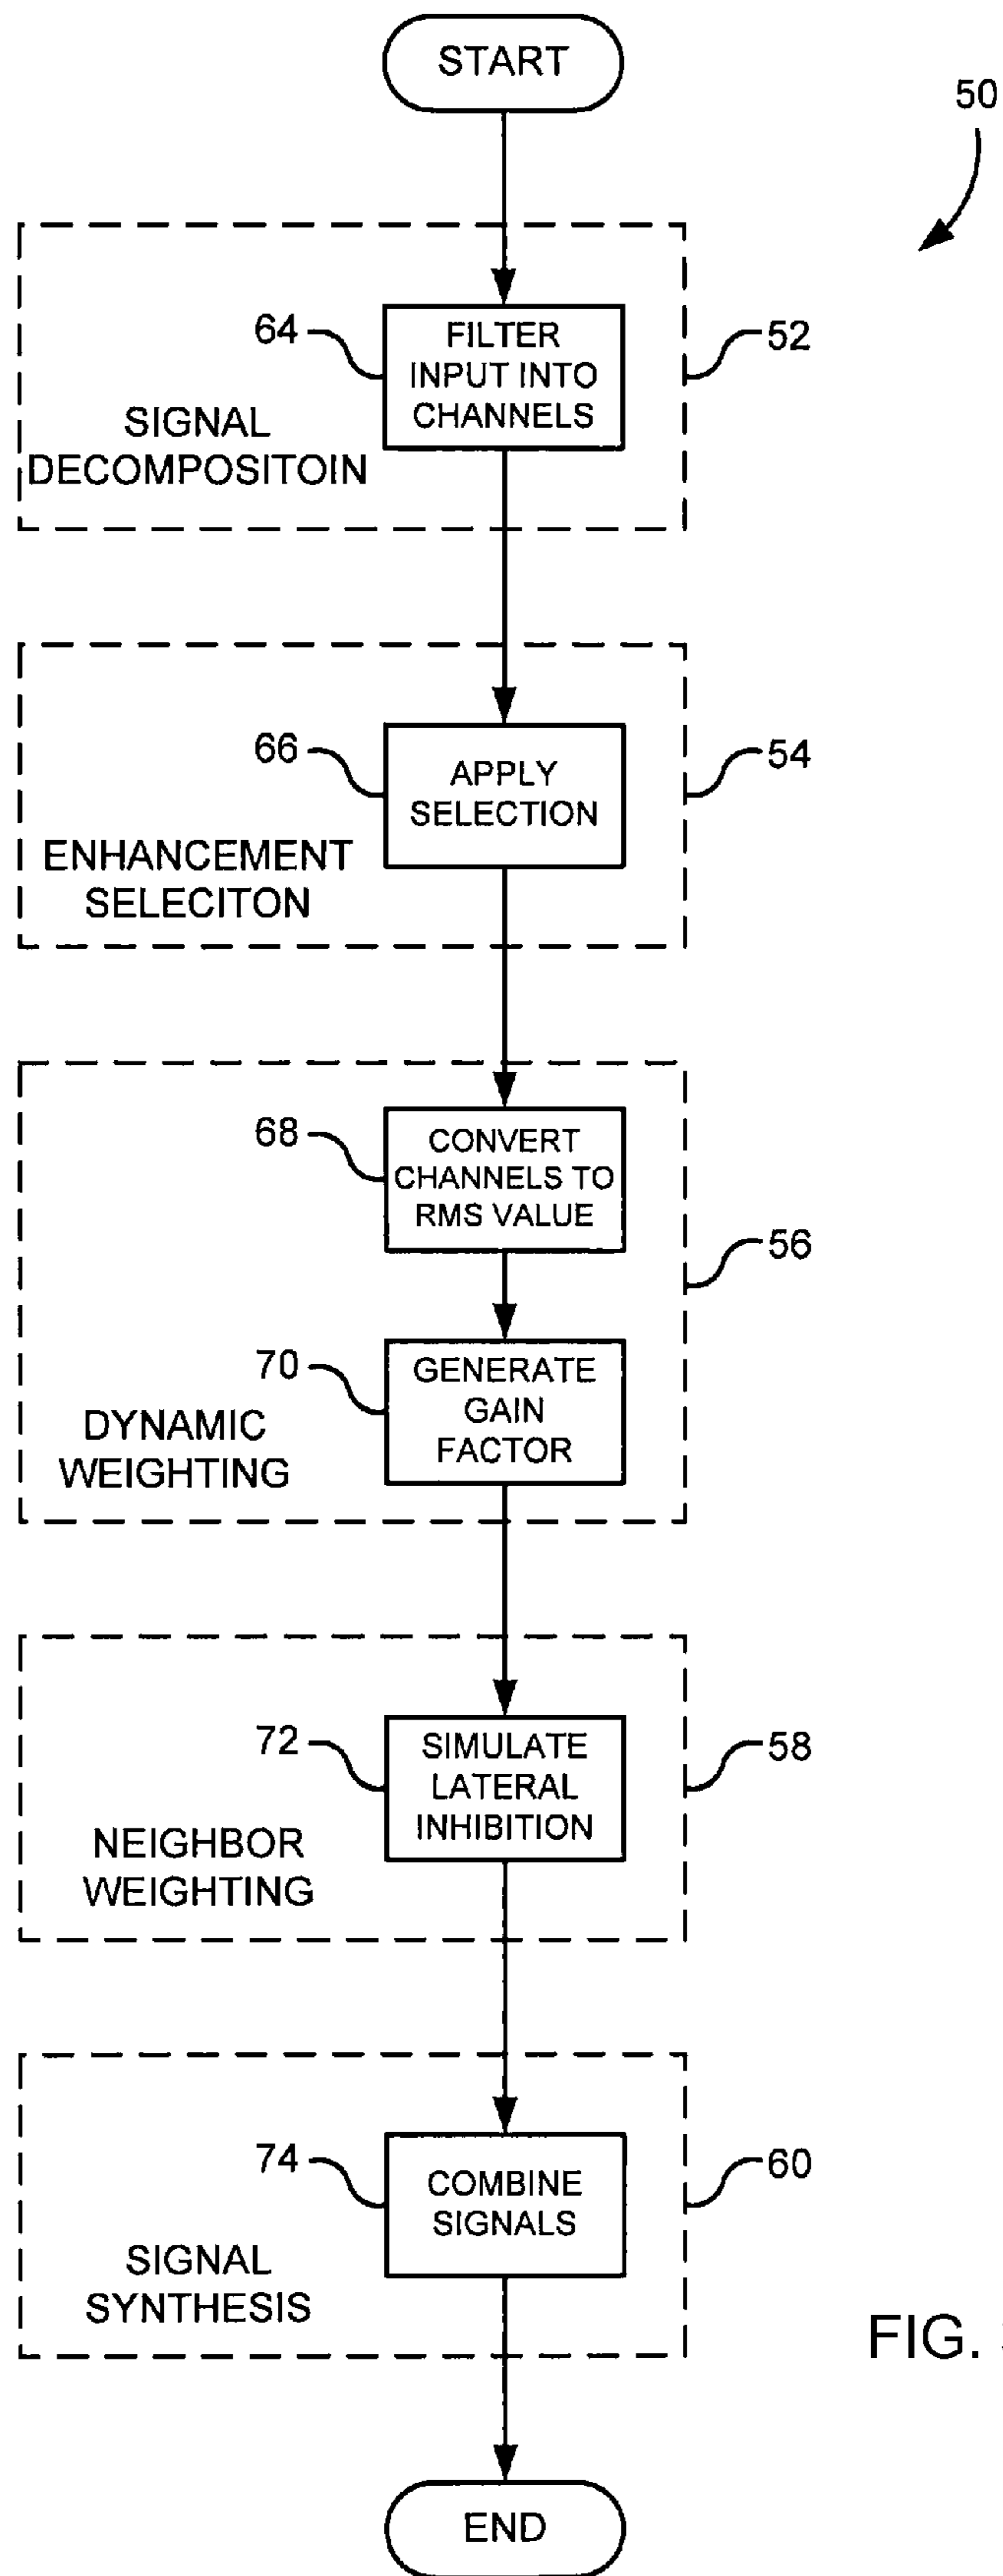 START
50
64
FILTER
INPUT INTO
CHANNELS
52
SIGNAL
DECOMPOSITOIN
66
APPLY
SELECTION
54
ENHANCEMENT
SELECITON
68
CONVERT
CHANNELS TO
RMS VALUE
56
70
GENERATE
GAIN
FACTOR
DYNAMIC
WEIGHTING
72
SIMULATE
LATERAL
INHIBITION
58
NEIGHBOR
WEIGHTING
74
COMBINE
SIGNALS
60
SIGNAL
SYNTHESIS
FIG.
END